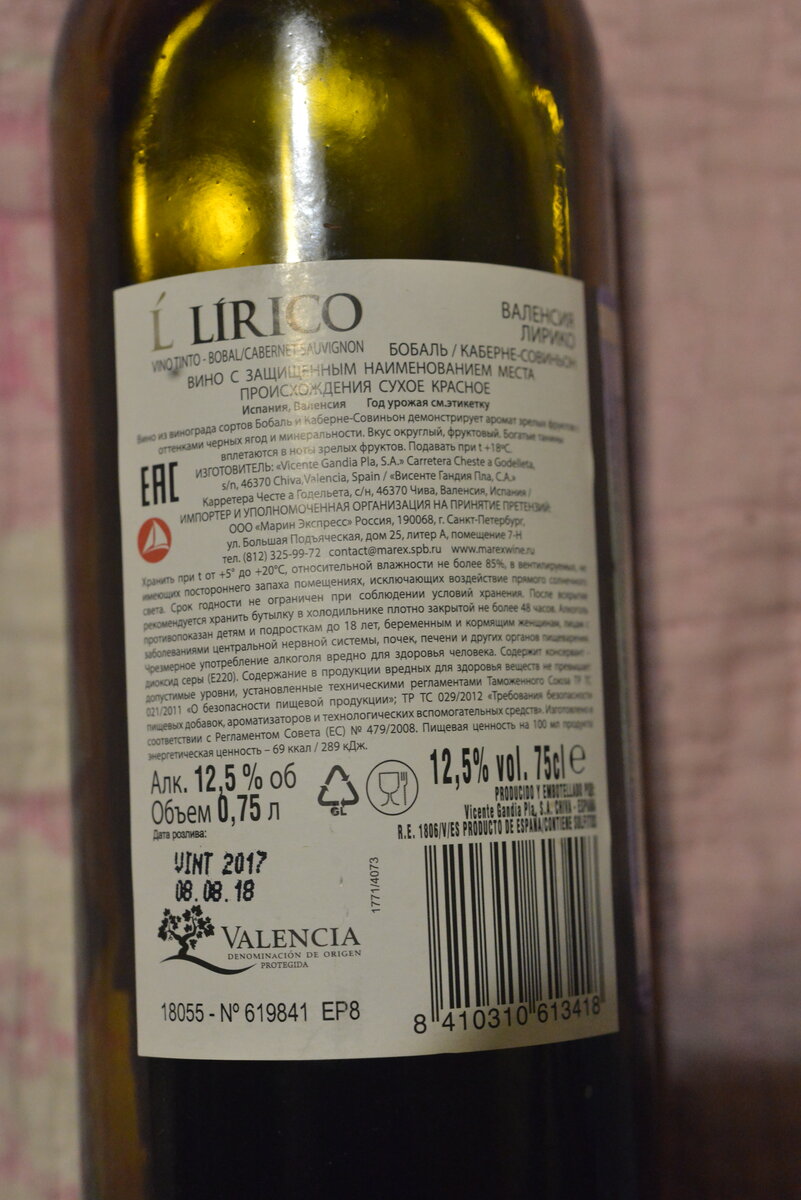 Ĺ LÍRICO
VINO TINTO - BOBAL/CABERNET SAUVIGNON
ВАЛЕНСИЯ
ЛИРИКО
БОБАЛЬ / КАБЕРНЕ-СОВИНЬОН
ВИНО С ЗАЩИЩЕННЫМ НАИМЕНОВАНИЕМ МЕСТА
ПРОИСХОЖДЕНИЯ СУХОЕ КРАСНОЕ
Испания, Валенсия Год урожая см.этикетку
Вино из винограда сортов Бобаль и Каберне-Совиньон демонстрирует аромат зрелых фруктов с
оттенками черных ягод и минеральности. Вкус округлый, фруктовый. Богатые танины
вплетаются в ноты зрелых фруктов. Подавать при t +18°C.
EAC
ИЗГОТОВИТЕЛЬ: «Vicente Gandia Pla, S.A.» Carretera Cheste a Godelleta,
s/n, 46370 Chiva,Valencia, Spain / «Висенте Гандия Пла, С.А.»
Карретера Честе а Годельета, с/н, 46370 Чива, Валенсия, Испания /
ИМПОРТЕР И УПОЛНОМОЧЕННАЯ ОРГАНИЗАЦИЯ НА ПРИНЯТИЕ ПРЕТЕНЗИЙ:
ООО «Марин Экспресс» Россия, 190068, г. Санкт-Петербург,
ул. Большая Подъяческая, дом 25, литер А, помещение 7-Н
тел. (812) 325-99-72 contact@marex.spb.ru www.marexwine.ru
Хранить при t от +5° до +20°C, относительной влажности не более 85%, в вентилируемых, не
имеющих постороннего запаха помещениях, исключающих воздействие прямого солнечного
света. Срок годности не ограничен при соблюдении условий хранения. После вскрытия
рекомендуется хранить бутылку в холодильнике плотно закрытой не более 48 часов. Алкоголь
противопоказан детям и подросткам до 18 лет, беременным и кормящим женщинам, лицам с
заболеваниями центральной нервной системы, почек, печени и других органов пищеварения.
Чрезмерное употребление алкоголя вредно для здоровья человека. Содержит консервант
диоксид серы (E220). Содержание в продукции вредных для здоровья веществ не превышает
допустимые уровни, установленные техническими регламентами Таможенного Союза ТР ТС
021/2011 «О безопасности пищевой продукции»; ТР ТС 029/2012 «Требования безопасности
пищевых добавок, ароматизаторов и технологических вспомогательных средств». Изготовлено в
соответствии с Регламентом Совета (ЕС) № 479/2008. Пищевая ценность на 100 мл продукта
энергетическая ценность – 69 ккал / 289 кДж.
Алк. 12,5 % об
Объем 0,75 л
Дата розлива:
GL
12,5% vol. 75cl e
PRODUCIDO Y EMBOTELLADO POR:
Vicente Gandia Pla, S.A. CHIVA - ESPAÑA
R.E. 1806/V/ES PRODUCTO DE ESPAÑA/CONTIENE SULFITOS
VINT 2017
08.08.18
1771/4073
VALENCIA
DENOMINACIÓN DE ORIGEN
PROTEGIDA
18055 - Nº 619841 EP8
8 410310 613418